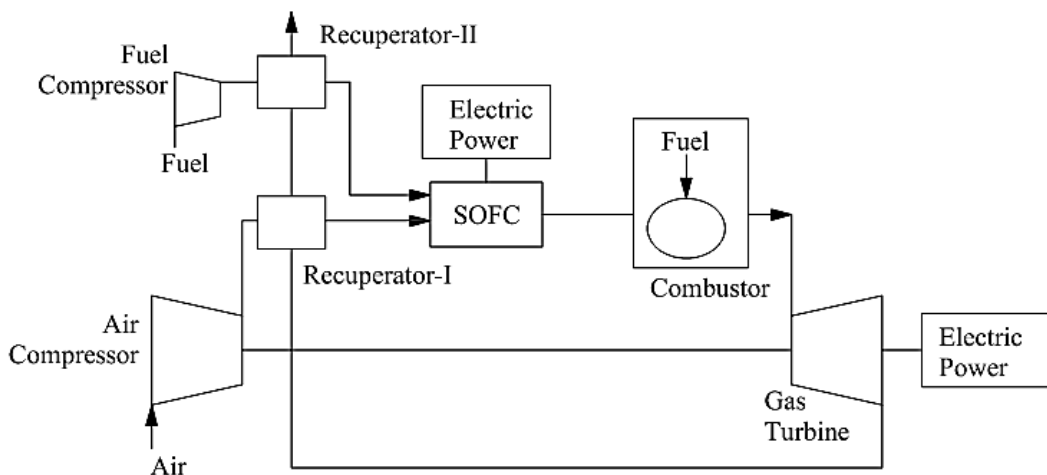 Recuperator-II
Fuel
Compressor
Fuel
Electric
Power
Fuel
SOFC
Recuperator-I
Combustor
Air
Compressor
Electric
Power
Gas
Turbine
Air